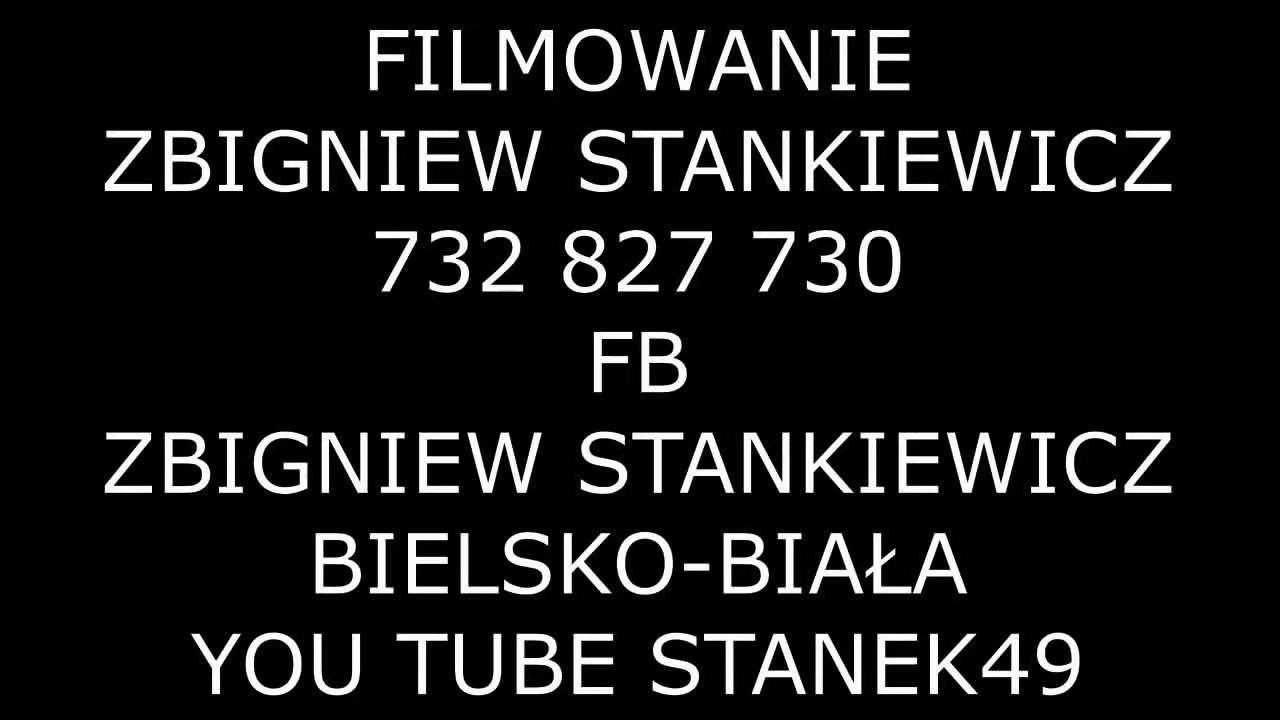 FILMOWANIE
ZBIGNIEW STANKIEWICZ
732 827 730
FB
ZBIGNIEW STANKIEWICZ
BIELSKO-BIAŁA
YOU TUBE STANEK49